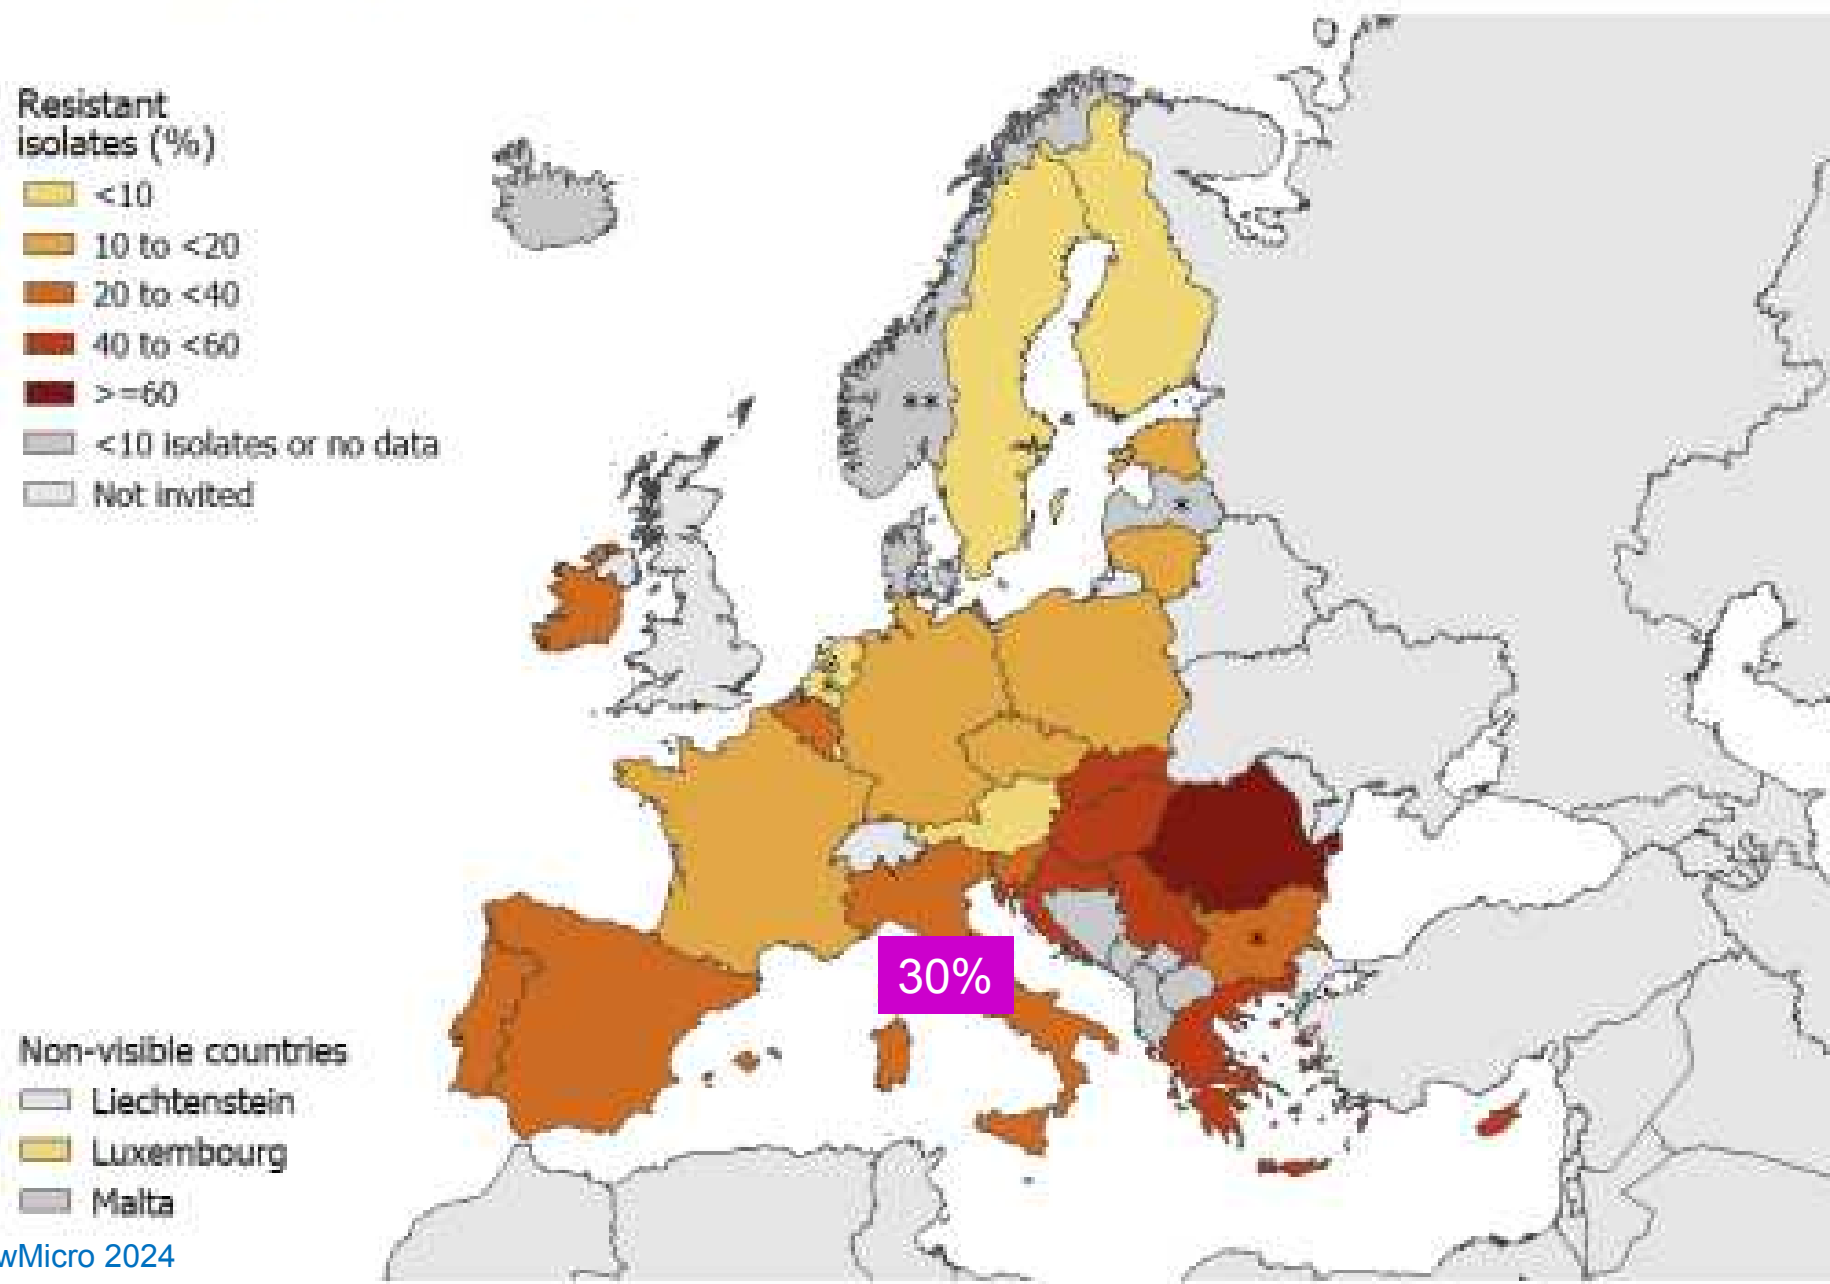 Resistant
isolates (%)
<10
10 to <20
20 to <40
40 to <60
>=60
<10 isolates or no data
Not invited
**
*
*
30%
Non-visible countries
Liechtenstein
Luxembourg
Malta
wMicro 2024